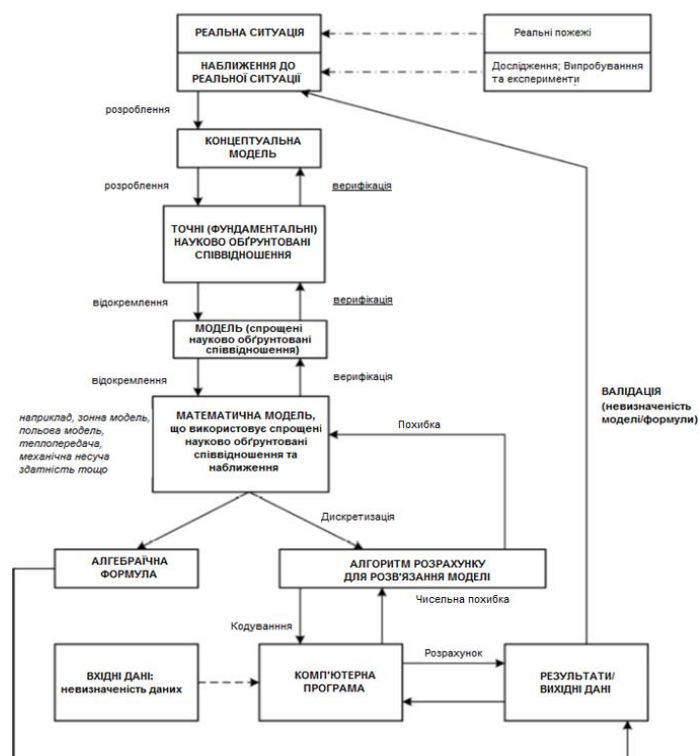 РЕАЛЬНА СИТУАЦІЯ
Реальні пожежі
НАБЛИЖЕННЯ ДО
РЕАЛЬНОЇ СИТУАЦІЇ
Дослідження; Випробуванння
та експерименти
розроблення
КОНЦЕПТУАЛЬНА
МОДЕЛЬ
розроблення
верифікація
ТОЧНІ (ФУНДАМЕНТАЛЬНІ)
НАУКОВО ОБҐРУНТОВАНІ
СПІВВІДНОШЕННЯ
відокремлення
верифікація
МОДЕЛЬ (спрощені
науково обґрунтовані
співвідношення)
відокремлення
верифікація
ВАЛІДАЦІЯ
(невизначеність
моделі/формули)
наприклад, зонна модель,
польова модель,
теплопередача,
механічна несуча
здатність тощо
МАТЕМАТИЧНА МОДЕЛЬ,
що використовує спрощені
науково обґрунтовані
співвідношення та
наближення
Похибка
Дискретизація
АЛГЕБРАЇЧНА
ФОРМУЛА
АЛГОРИТМ РОЗРАХУНКУ
ДЛЯ РОЗВ'ЯЗАННЯ МОДЕЛІ
Чисельна похибка
Кодуванння
ВХІДНІ ДАНІ:
невизначеність даних
КОМП'ЮТЕРНА
ПРОГРАМА
Розрахунок
РЕЗУЛЬТАТИ/
ВИХІДНІ ДАНІ